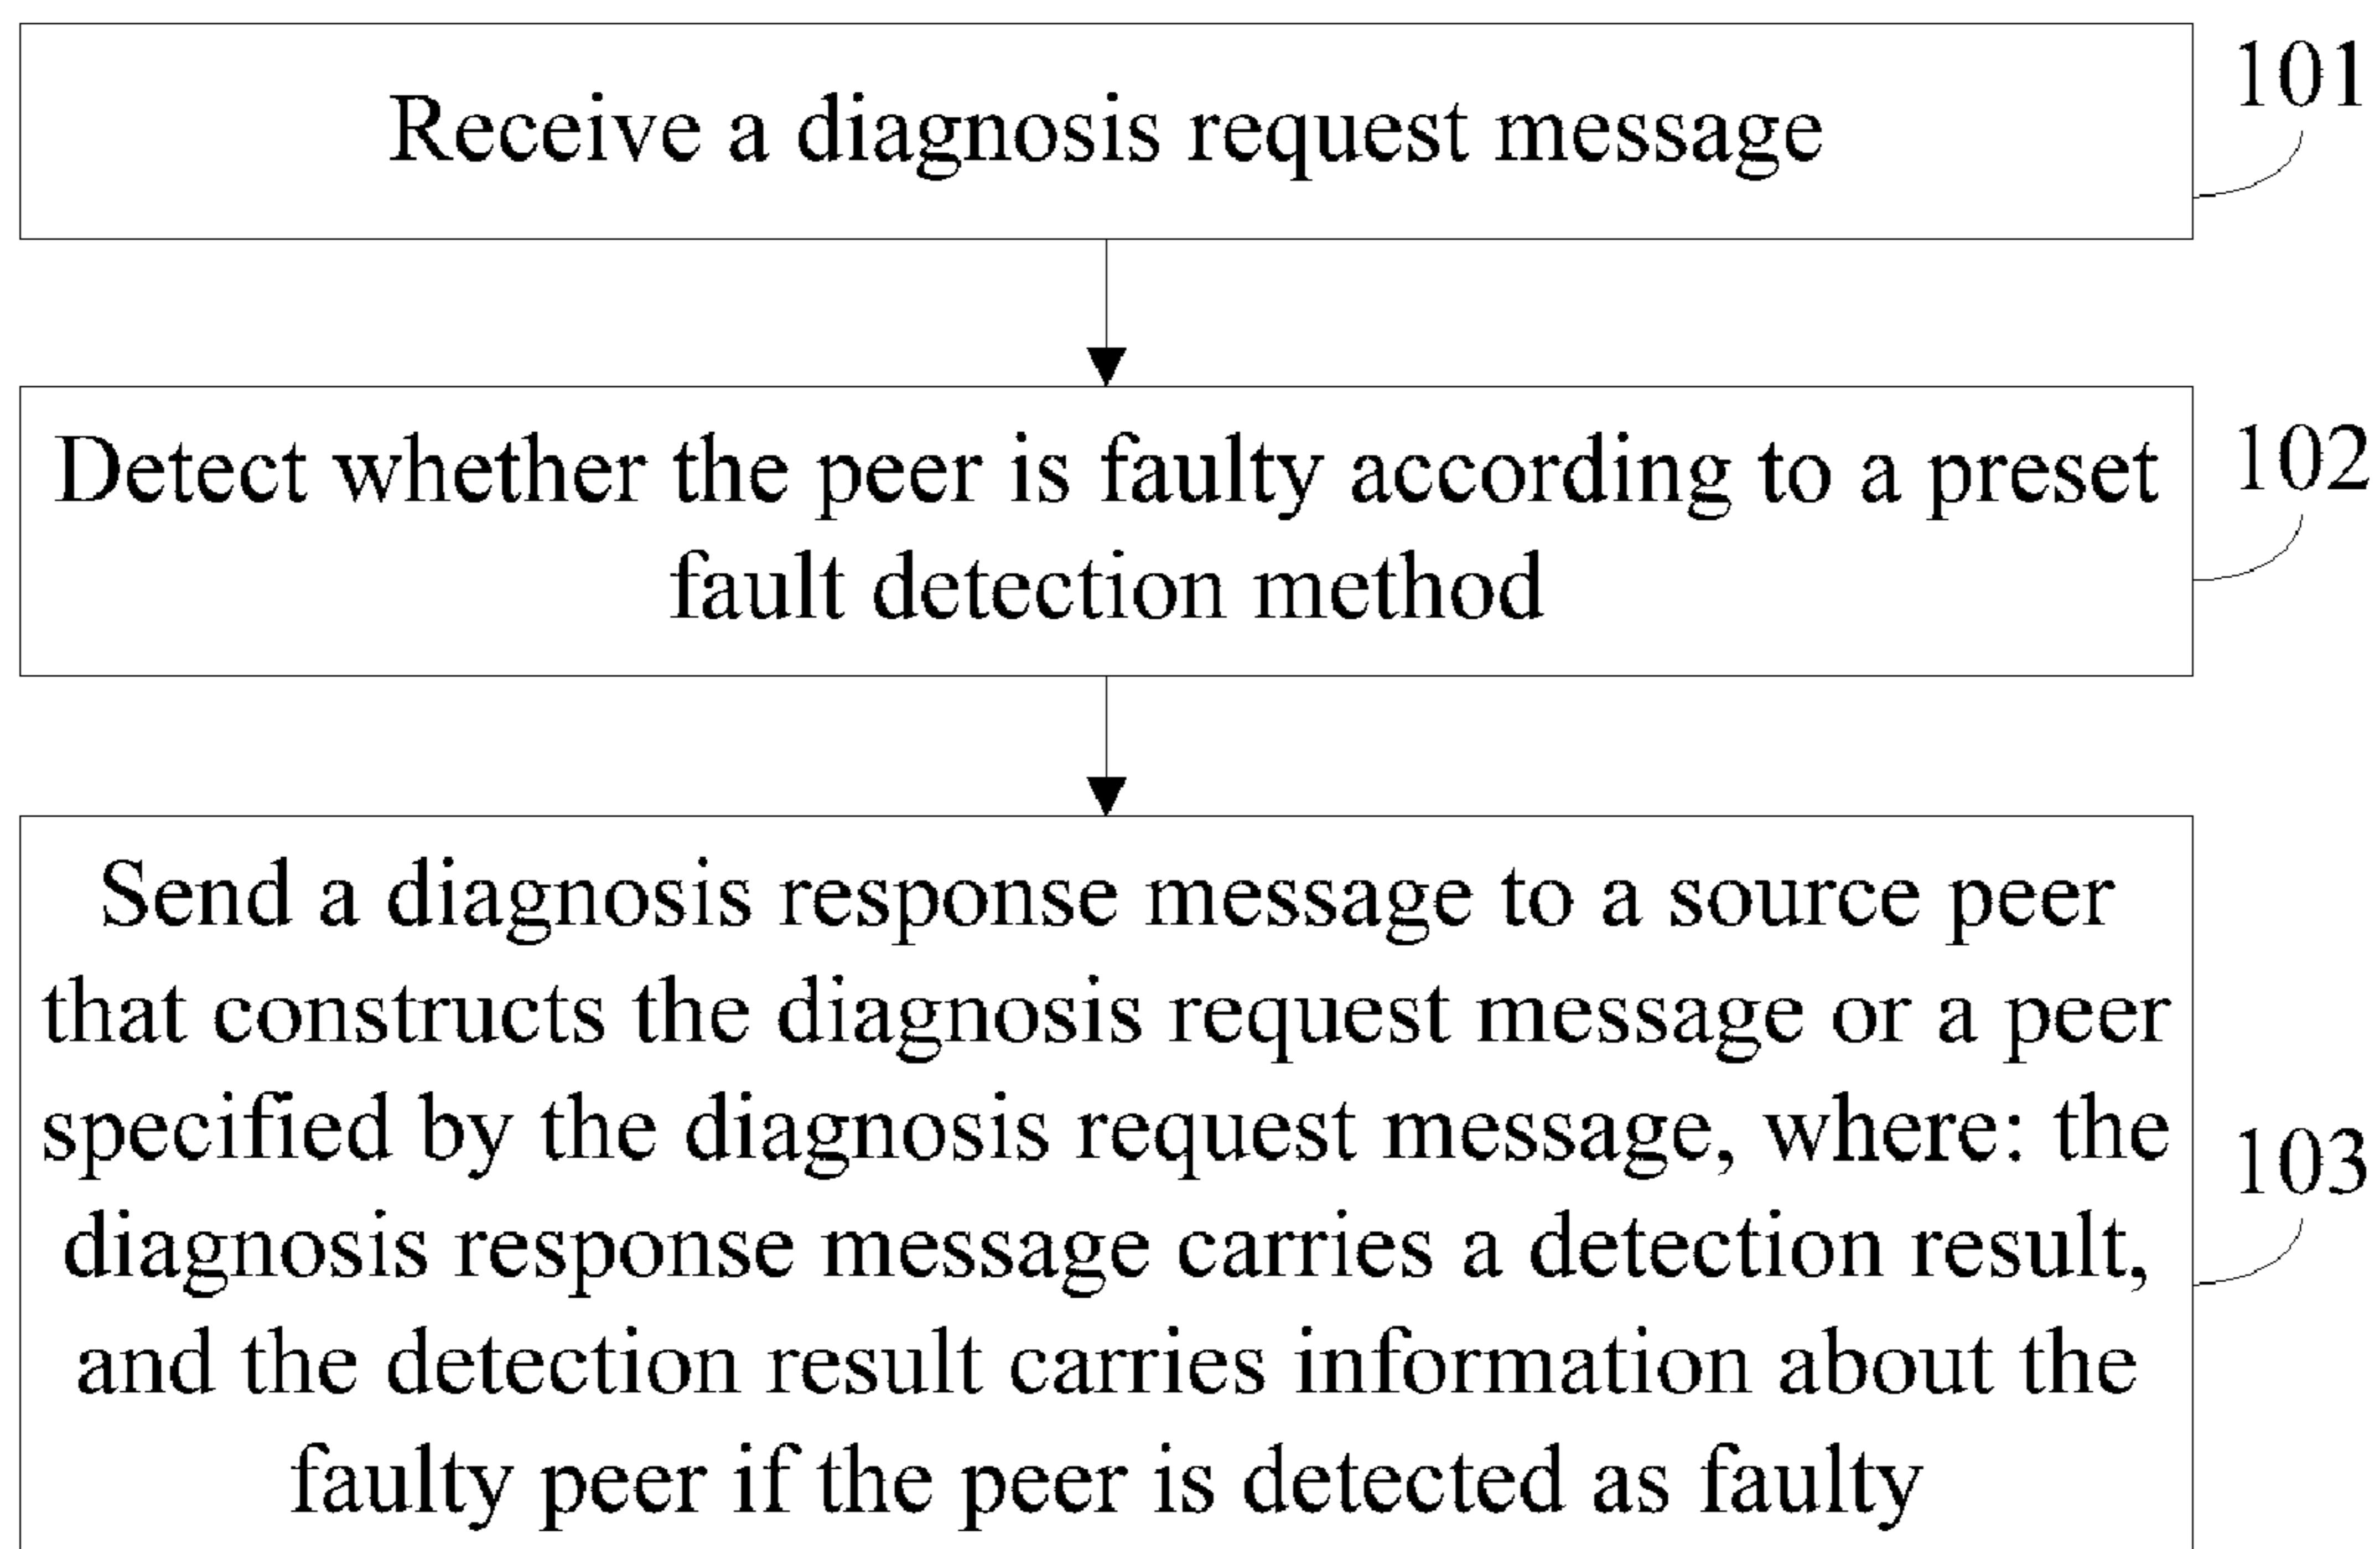 Receive a diagnosis request message
101
Detect whether the peer is faulty according to a preset
fault detection method
102
Send a diagnosis response message to a source peer
that constructs the diagnosis request message or a peer
specified by the diagnosis request message, where: the
diagnosis response message carries a detection result,
and the detection result carries information about the
faulty peer if the peer is detected as faulty
103